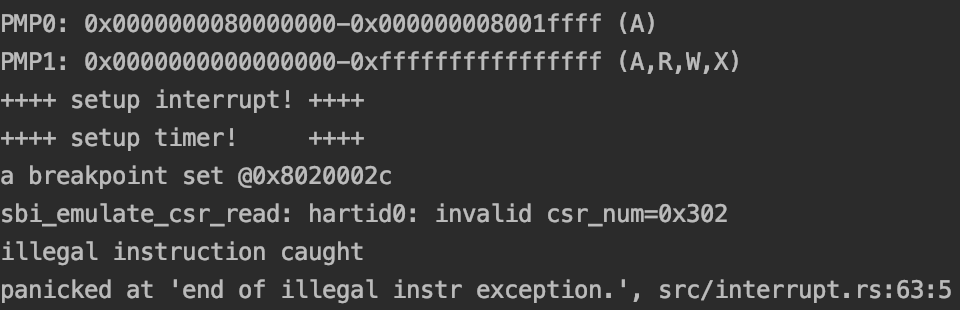 PMP0: 0x0000000080000000-0x000000008001ffff (A)
PMP1: 0x0000000000000000-0xffffffffffffffff (A,R,W,X)
++++ setup interrupt! ++++
++++ setup timer!     ++++
a breakpoint set @0x8020002c
sbi_emulate_csr_read: hartid0: invalid csr_num=0x302
illegal instruction caught
panicked at 'end of illegal instr exception.', src/interrupt.rs:63:5